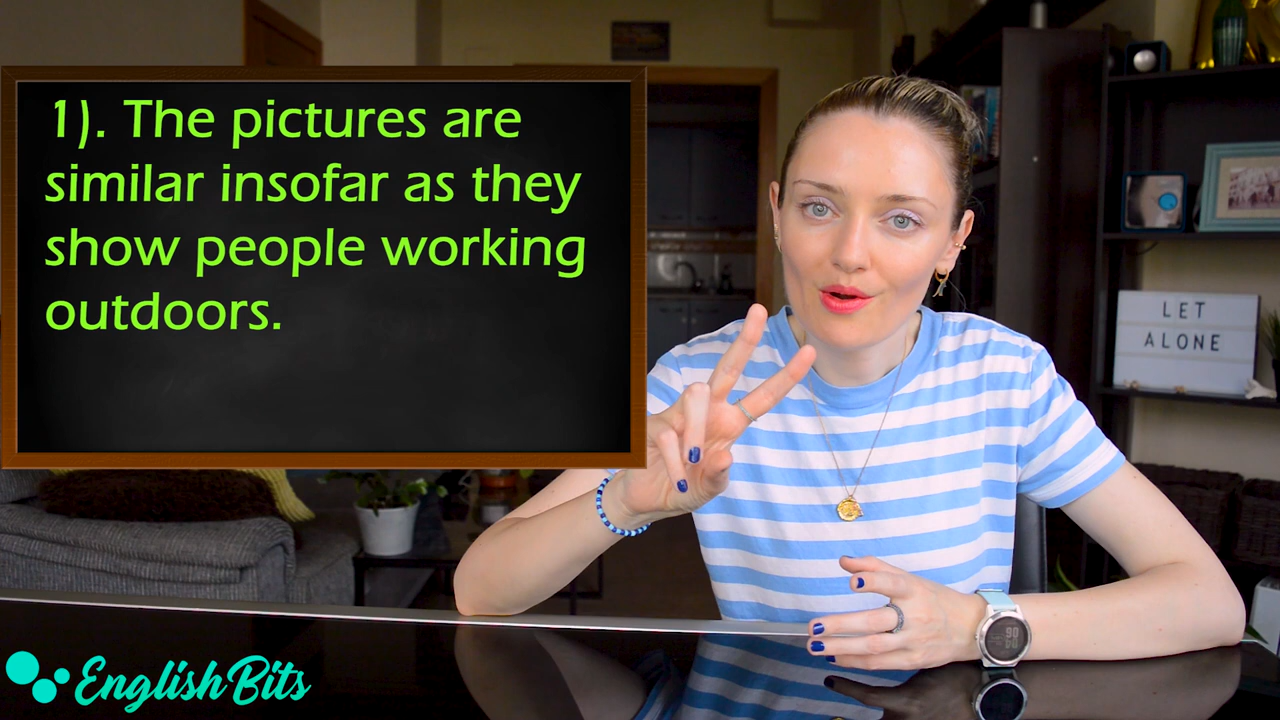 1). The pictures are
similar insofar as they
show people working
outdoors.
LET
ALONE
EnglishBits